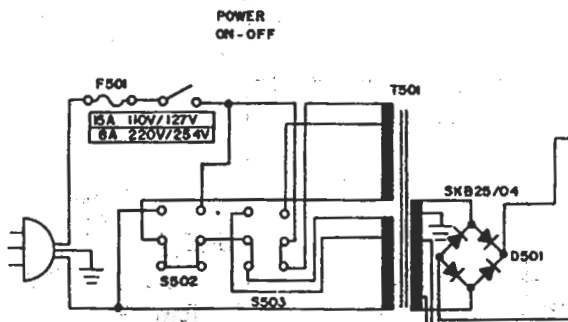 POWER
ON-OFF
F501
T501
15A 110V/127V
8A 220V/254V
SKB25/04
D501
S502
S503